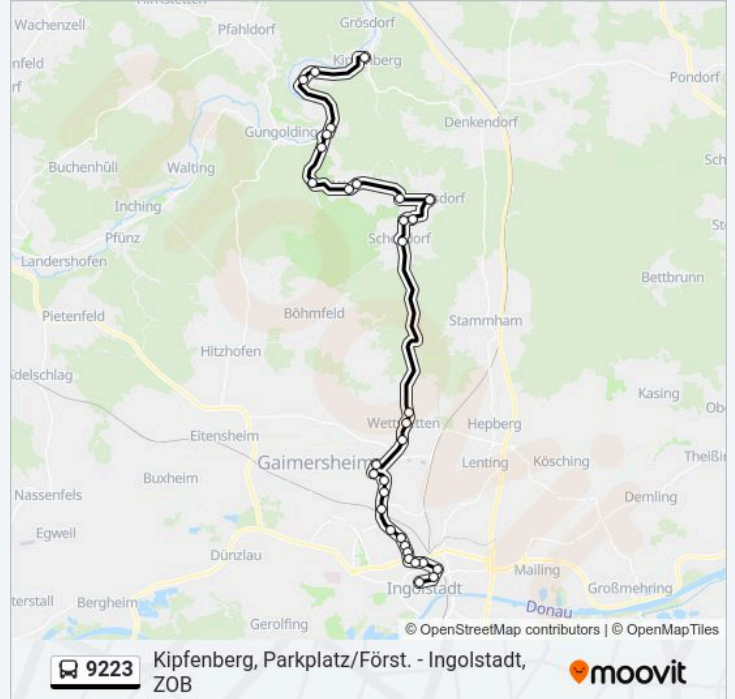 Wachenzell
Pfahldorf
Grösdorf
Pondorf
Denkendorf
Gungolding
Buchenhüll
Walting
Inching
Pfünz
Landershofen
Bettbrunn
Pietenfeld
Böhmfeld
Stammham
Hitzhofen
Kasing
Eitensheim
Hepberg
Gaimersheim
Lenting
Kösching
Buxheim
Nassenfels
Demling
Egweil
Dünzlau
Mailing
Großmehring
Bergheim
Ingolstadt
Donau
Gerolfing
© OpenStreetMap contributors | © OpenMapTiles
9223
Kipfenberg, Parkplatz/Först. - Ingolstadt,
ZOB
moovit